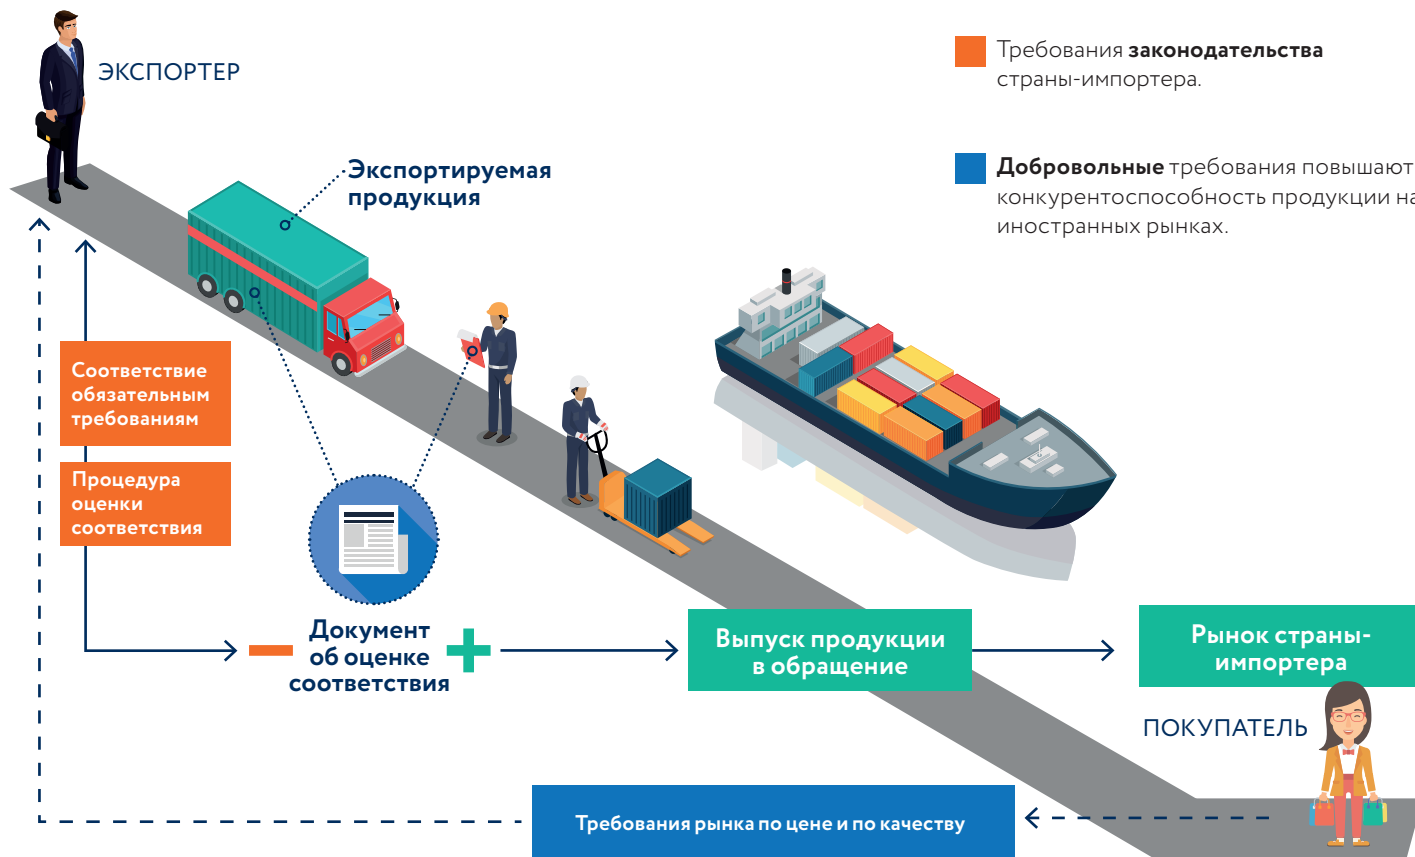 ЭКСПОРТЕР
Требования законодательства
страны-импортера.
Добровольные требования повышают
конкурентоспособность продукции на
иностранных рынках.
Экспортируемая
продукция
Соответствие
обязательным
требованиям
Процедура
оценки
соответствия
Документ
об оценке
соответствия
Выпуск продукции
в обращение
Рынок страны-
импортера
ПОКУПАТЕЛЬ
Требования рынка по цене и по качеству